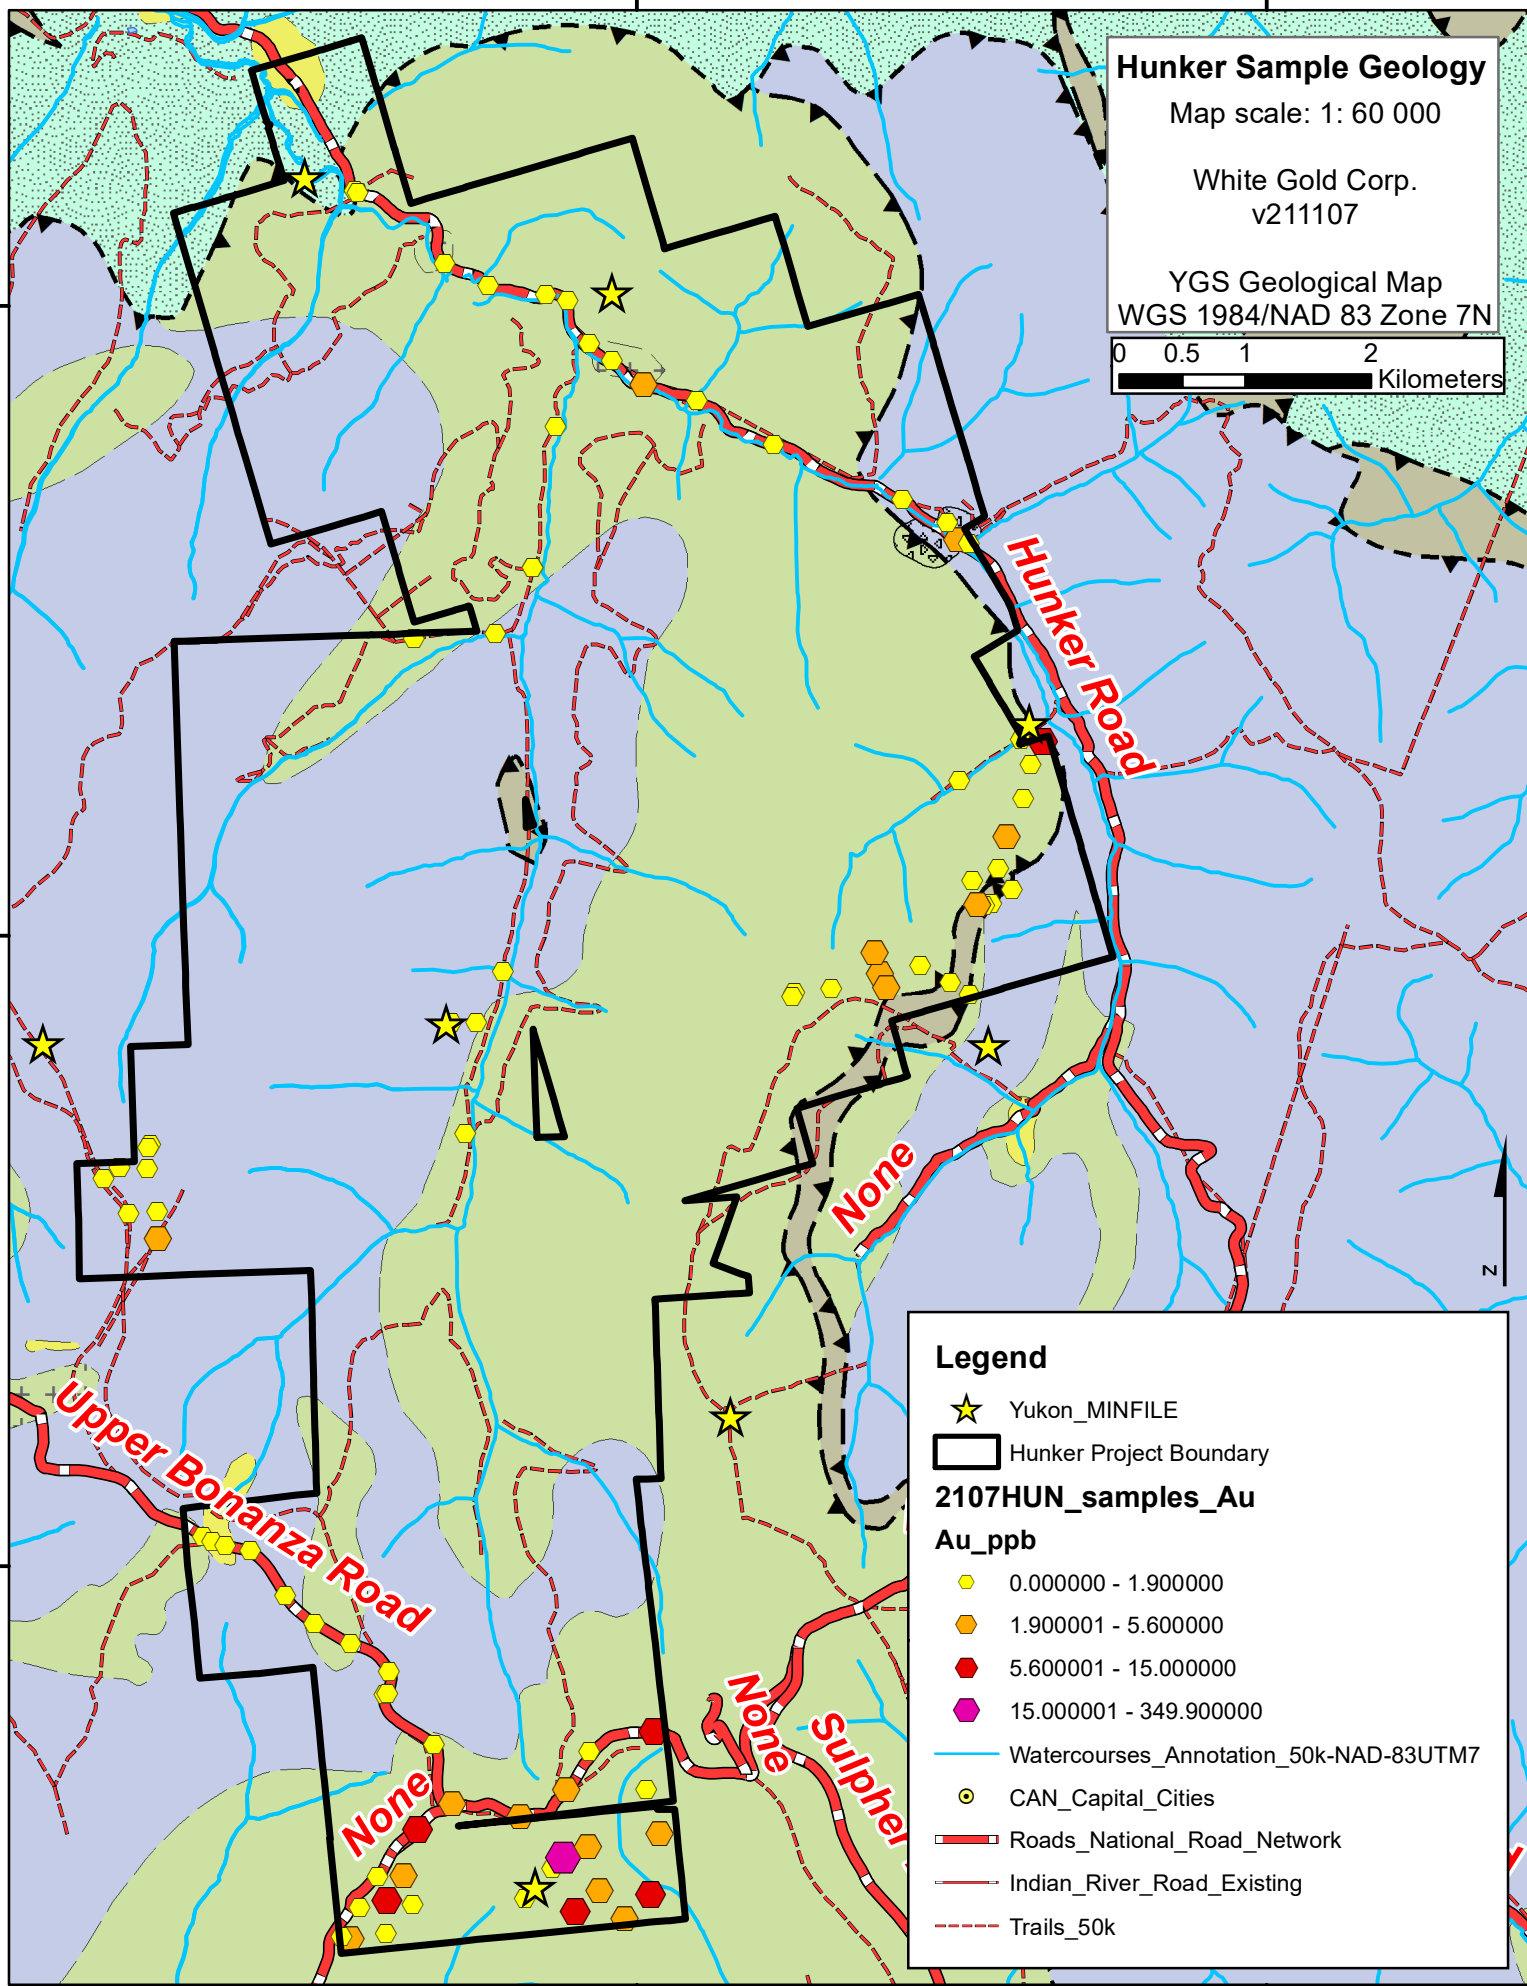 Hunker Sample Geology
Map scale: 1: 60 000
White Gold Corp.
v211107
YGS Geological Map
WGS 1984/NAD 83 Zone 7N
0 0.5 1 2
Kilometers
Hunker Road
None
N
Upper Bonanza Road
None
None
Sulpher
Legend
Yukon_MINFILE
Hunker Project Boundary
2107HUN_samples_Au
Au_ppb
0.000000 - 1.900000
1.900001 - 5.600000
5.600001 - 15.000000
15.000001 - 349.900000
Watercourses_Annotation_50k-NAD-83UTM7
CAN_Capital_Cities
Roads_National_Road_Network
Indian_River_Road_Existing
Trails_50k